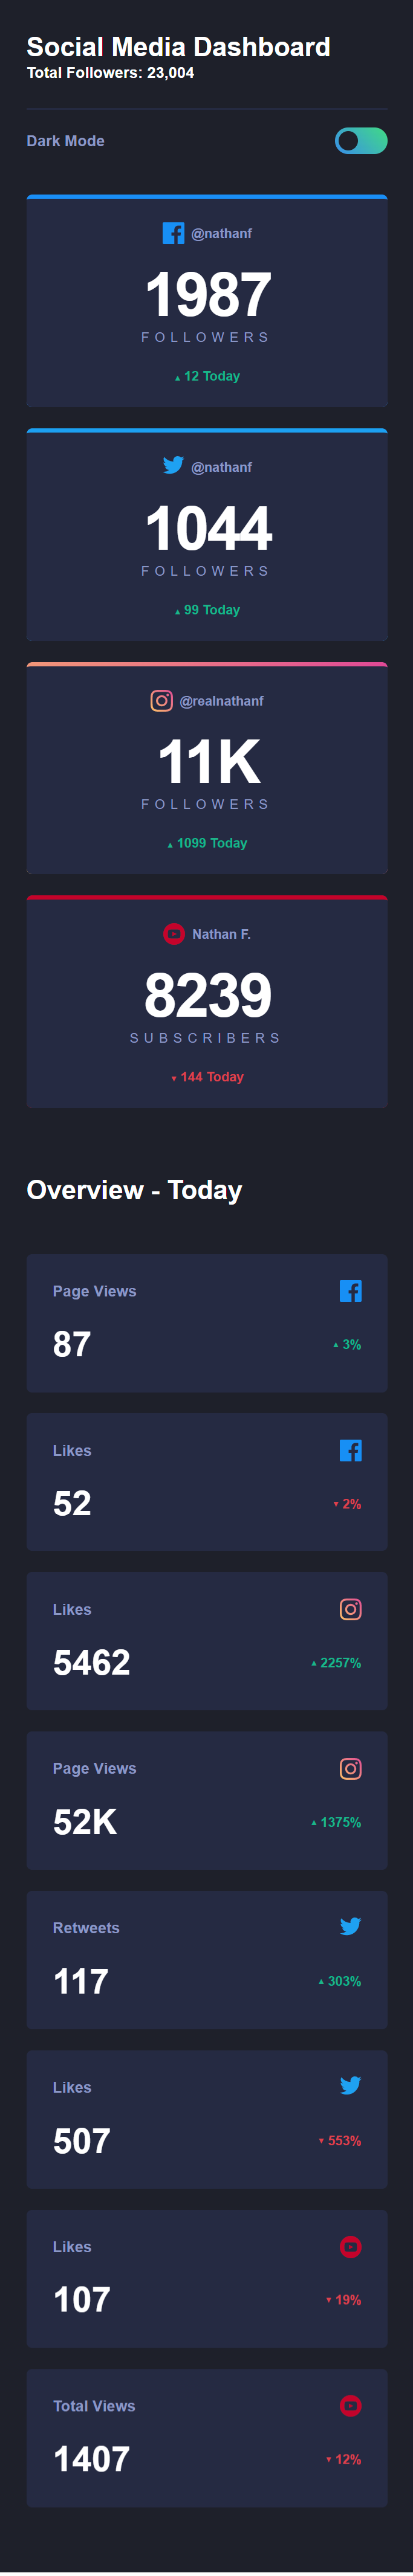 Social Media Dashboard
Total Followers: 23,004
Dark Mode
@nathanf
1987
FOLLOWERS
▲ 12 Today
@nathanf
1044
FOLLOWERS
▲ 99 Today
@realnathanf
11K
FOLLOWERS
▲ 1099 Today
Nathan F.
8239
SUBSCRIBERS
▼ 144 Today
Overview - Today
Page Views
87
▲ 3%
Likes
52
▼ 2%
Likes
5462
▲ 2257%
Page Views
52K
▲ 1375%
Retweets
117
▲ 303%
Likes
507
▼ 553%
Likes
107
▼ 19%
Total Views
1407
▼ 12%